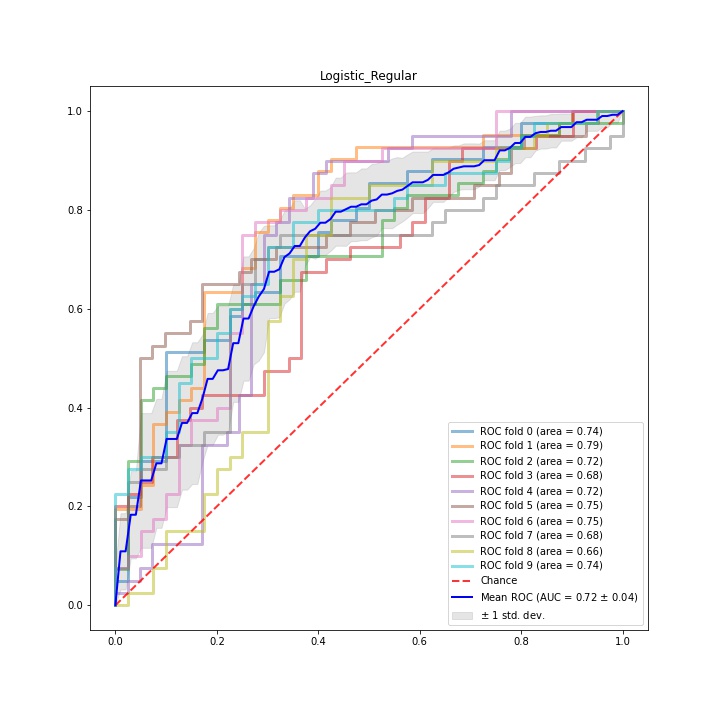 Logistic_Regular
1.0
0.8
0.6
0.4
0.2
0.0
ROC fold 0 (area = 0.74)
ROC fold 1 (area = 0.79)
ROC fold 2 (area = 0.72)
ROC fold 3 (area = 0.68)
ROC fold 4 (area = 0.72)
ROC fold 5 (area = 0.75)
ROC fold 6 (area = 0.75)
ROC fold 7 (area = 0.68)
ROC fold 8 (area = 0.66)
ROC fold 9 (area = 0.74)
Chance
Mean ROC (AUC = 0.72 ± 0.04)
± 1 std. dev.
0.0 0.2 0.4 0.6 0.8 1.0